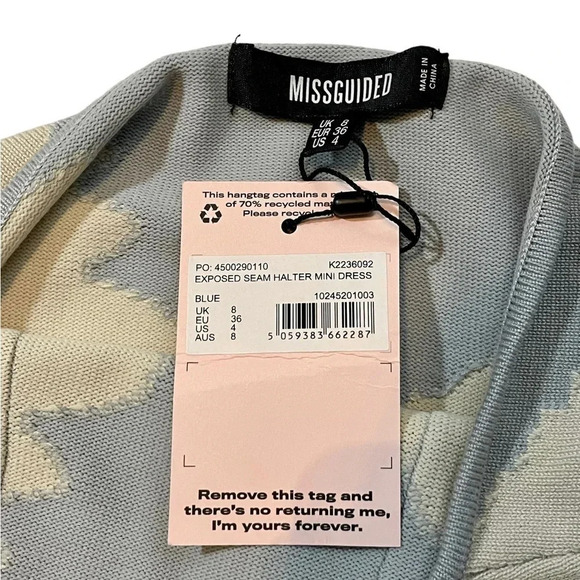 MISSGUIDED
MADE IN
CHINA
UK 8
EUR 36
US 4
This hangtag contains a
of 70% recycled
Please
PO: 4500290110 K2236092
EXPOSED SEAM HALTER MINI DRESS
BLUE 10245201003
UK 8
EU 36
US 4
AUS 8
5 059383 662287
Remove this tag and
there's no returning me,
I'm yours forever.